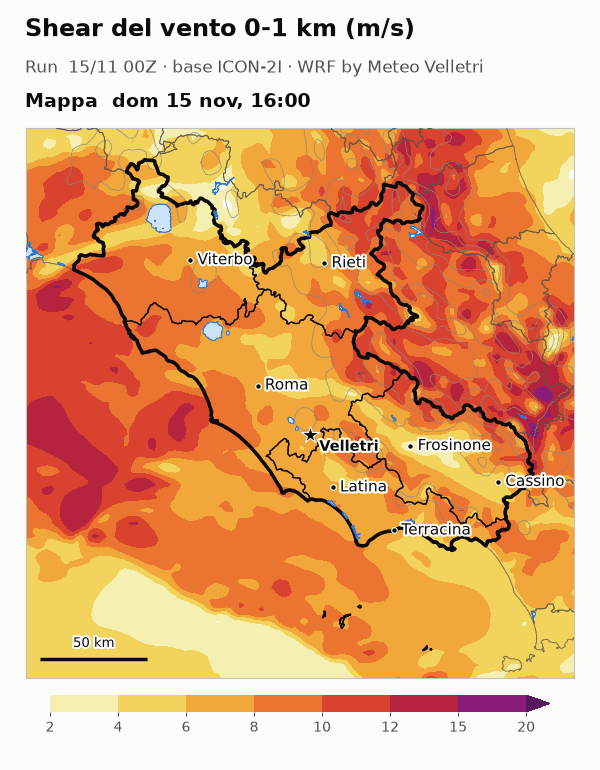 Shear del vento 0-1 km (m/s)
Run  15/11 00Z · base ICON-2I · WRF by Meteo Velletri
Mappa  dom 15 nov, 16:00
Viterbo
Rieti
Roma
Velletri
Frosinone
Cassino
Latina
Terracina
50 km
2 4 6 8 10 12 15 20